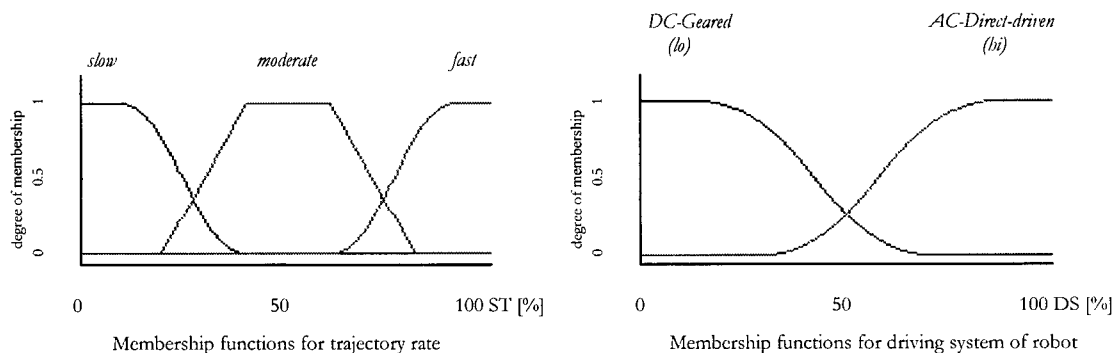 slow moderate fast
degree of membership
0 0.5 1
0 50 100 ST [%]
Membership functions for trajectory rate
DC-Geared AC-Direct-driven
(lo) (hi)
degree of membership
0 0.5 1
0 50 100 DS [%]
Membership functions for driving system of robot